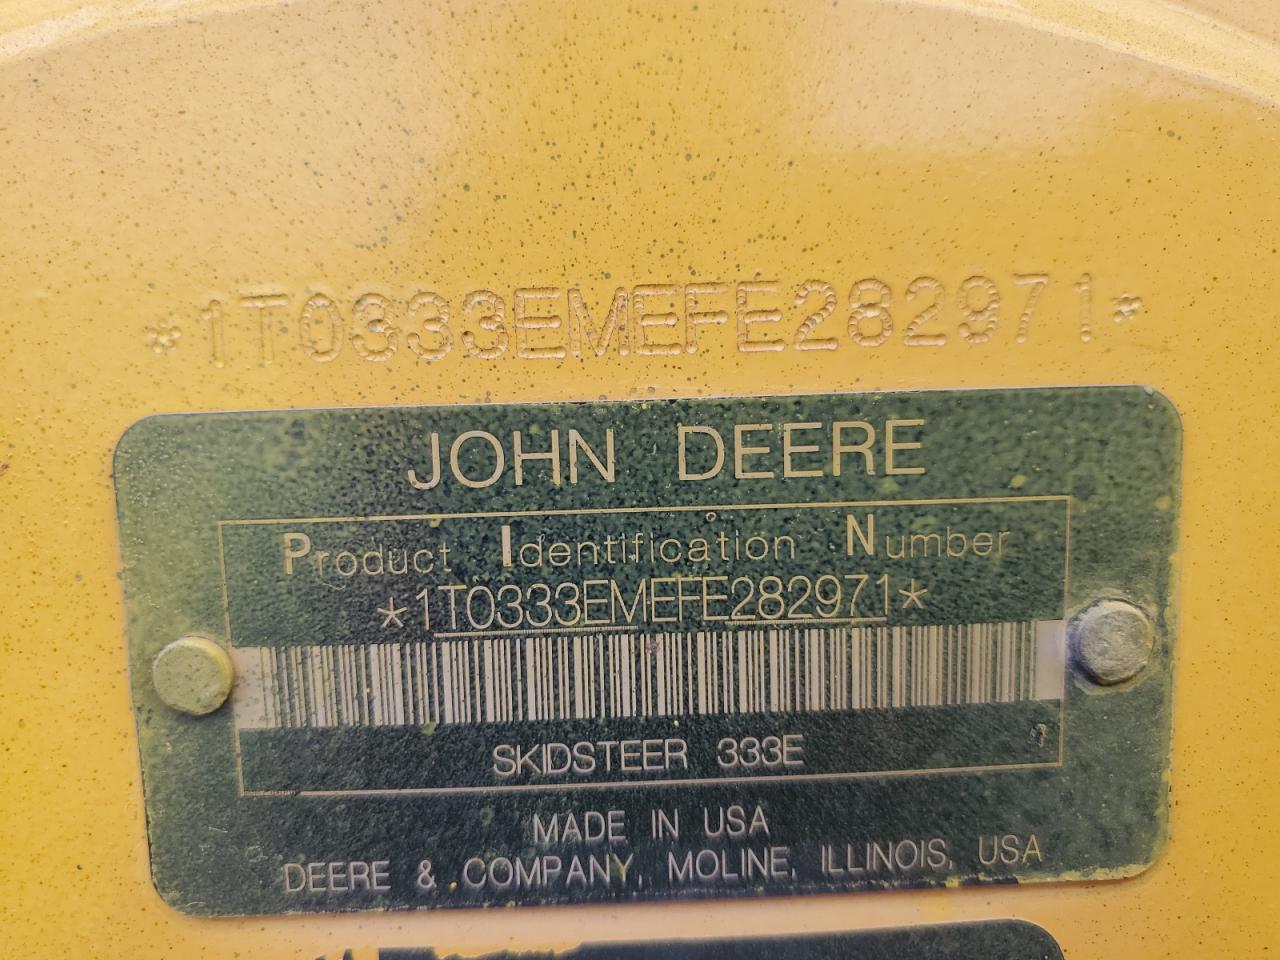 *1T0333EMEFE282971*
JOHN DEERE
Product Identification Number
*1T0333EMEFE282971*
SKIDSTEER 333E
MADE IN USA
DEERE & COMPANY, MOLINE, ILLINOIS, USA